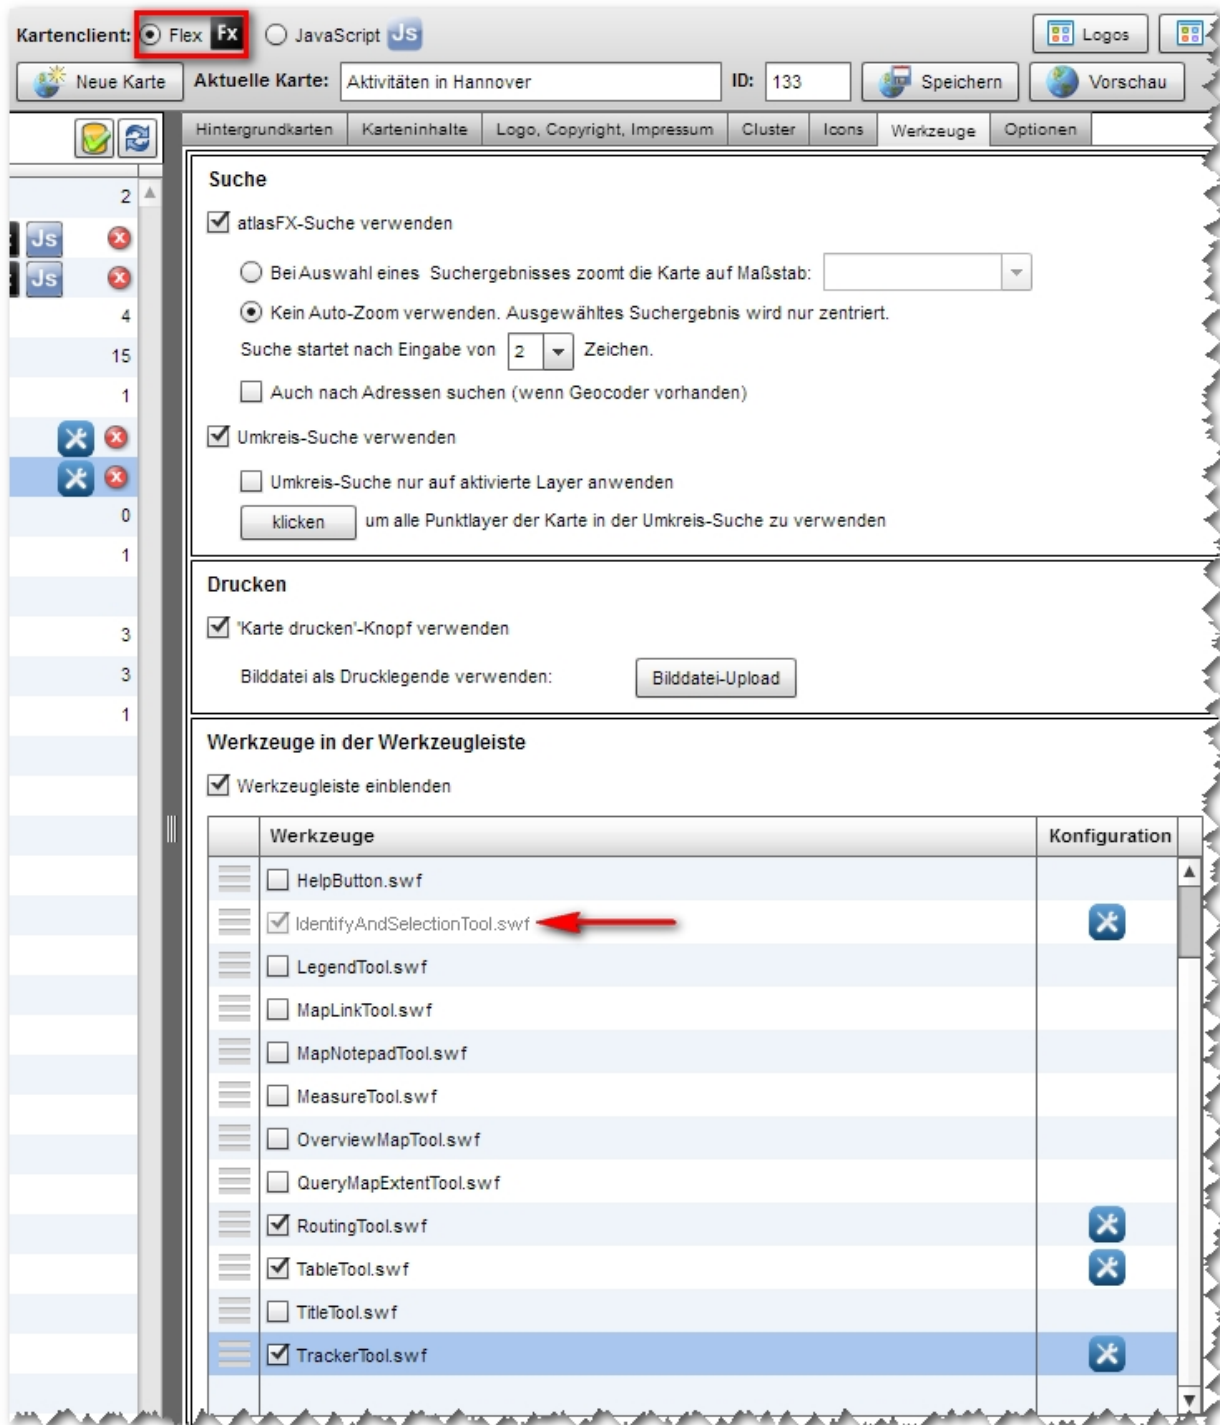 Kartenclient: Flex Fx JavaScript Js Logos
Neue Karte Aktuelle Karte: Aktivitäten in Hannover ID: 133 Speichern Vorschau
Hintergrundkarten Karteninhalte Logo, Copyright, Impressum Cluster Icons Werkzeuge Optionen
Suche
2
atlasFX-Suche verwenden
Js
Bei Auswahl eines Suchergebnisses zoomt die Karte auf Maßstab:
Js
Kein Auto-Zoom verwenden. Ausgewähltes Suchergebnis wird nur zentriert.
4
Suche startet nach Eingabe von 2 Zeichen.
15
Auch nach Adressen suchen (wenn Geocoder vorhanden)
1
Umkreis-Suche verwenden
Umkreis-Suche nur auf aktivierte Layer anwenden
klicken um alle Punktlayer der Karte in der Umkreis-Suche zu verwenden
0
1
Drucken
'Karte drucken'-Knopf verwenden
3
Bilddatei als Drucklegende verwenden: Bilddatei-Upload
3
1
Werkzeuge in der Werkzeugleiste
Werkzeugleiste einblenden
Werkzeuge Konfiguration
HelpButton.swf
IdentifyAndSelectionTool.swf
LegendTool.swf
MapLinkTool.swf
MapNotepadTool.swf
MeasureTool.swf
OverviewMapTool.swf
QueryMapExtentTool.swf
RoutingTool.swf
TableTool.swf
TitleTool.swf
TrackerTool.swf